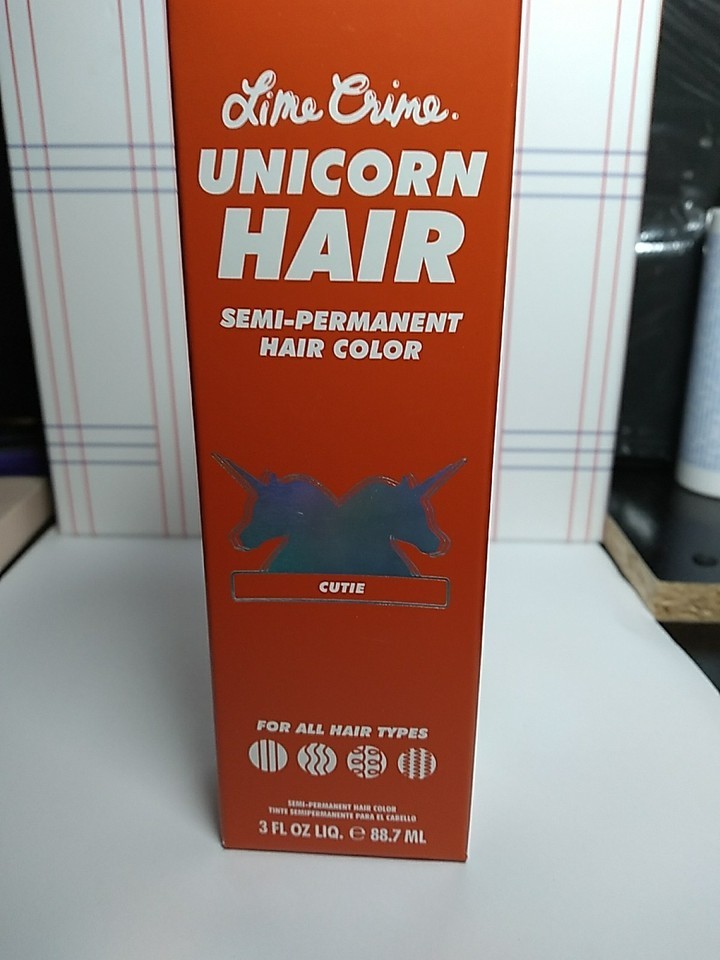 Lime Crime.
UNICORN
HAIR
SEMI-PERMANENT
HAIR COLOR
CUTIE
FOR ALL HAIR TYPES
SEMI-PERMANENT HAIR COLOR
TINTE SEMIPERMANENTE PARA EL CABELLO
3 FL OZ LIQ. ℮ 88.7 ML